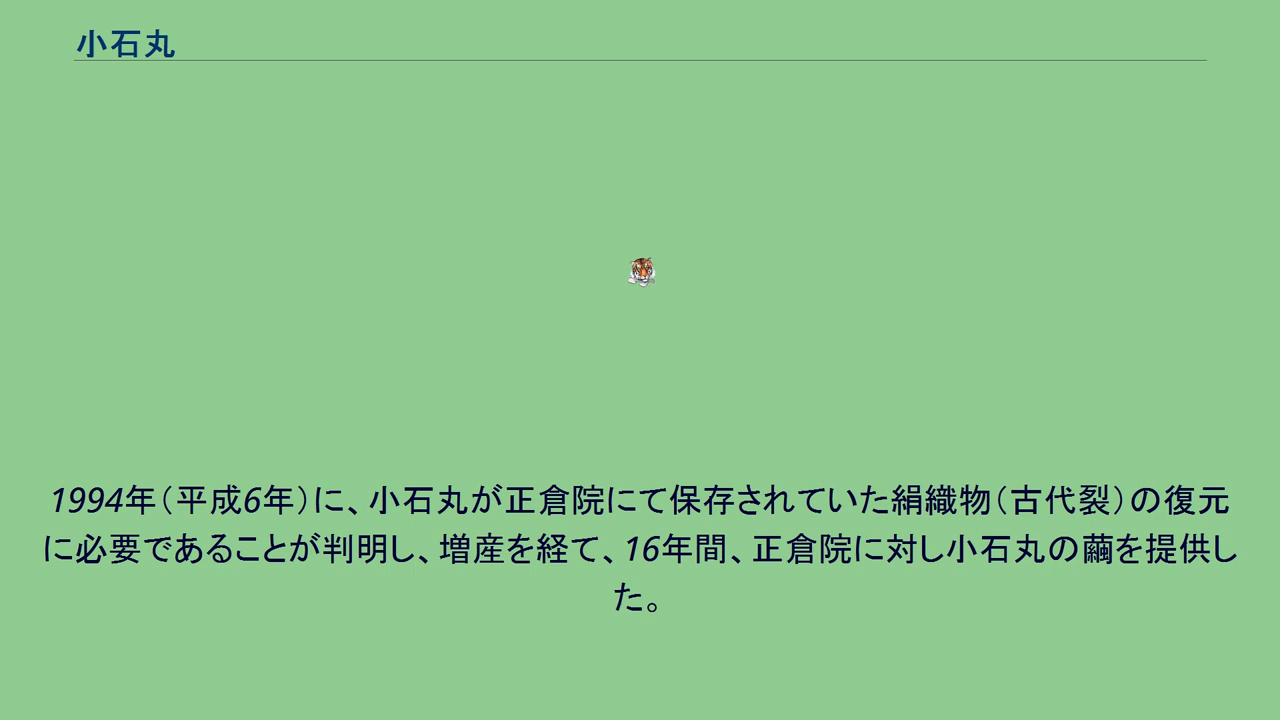 小石丸
1994年（平成6年）に、小石丸が正倉院にて保存されていた絹織物（古代裂）の復元
に必要であることが判明し、増産を経て、16年間、正倉院に対し小石丸の繭を提供し
た。